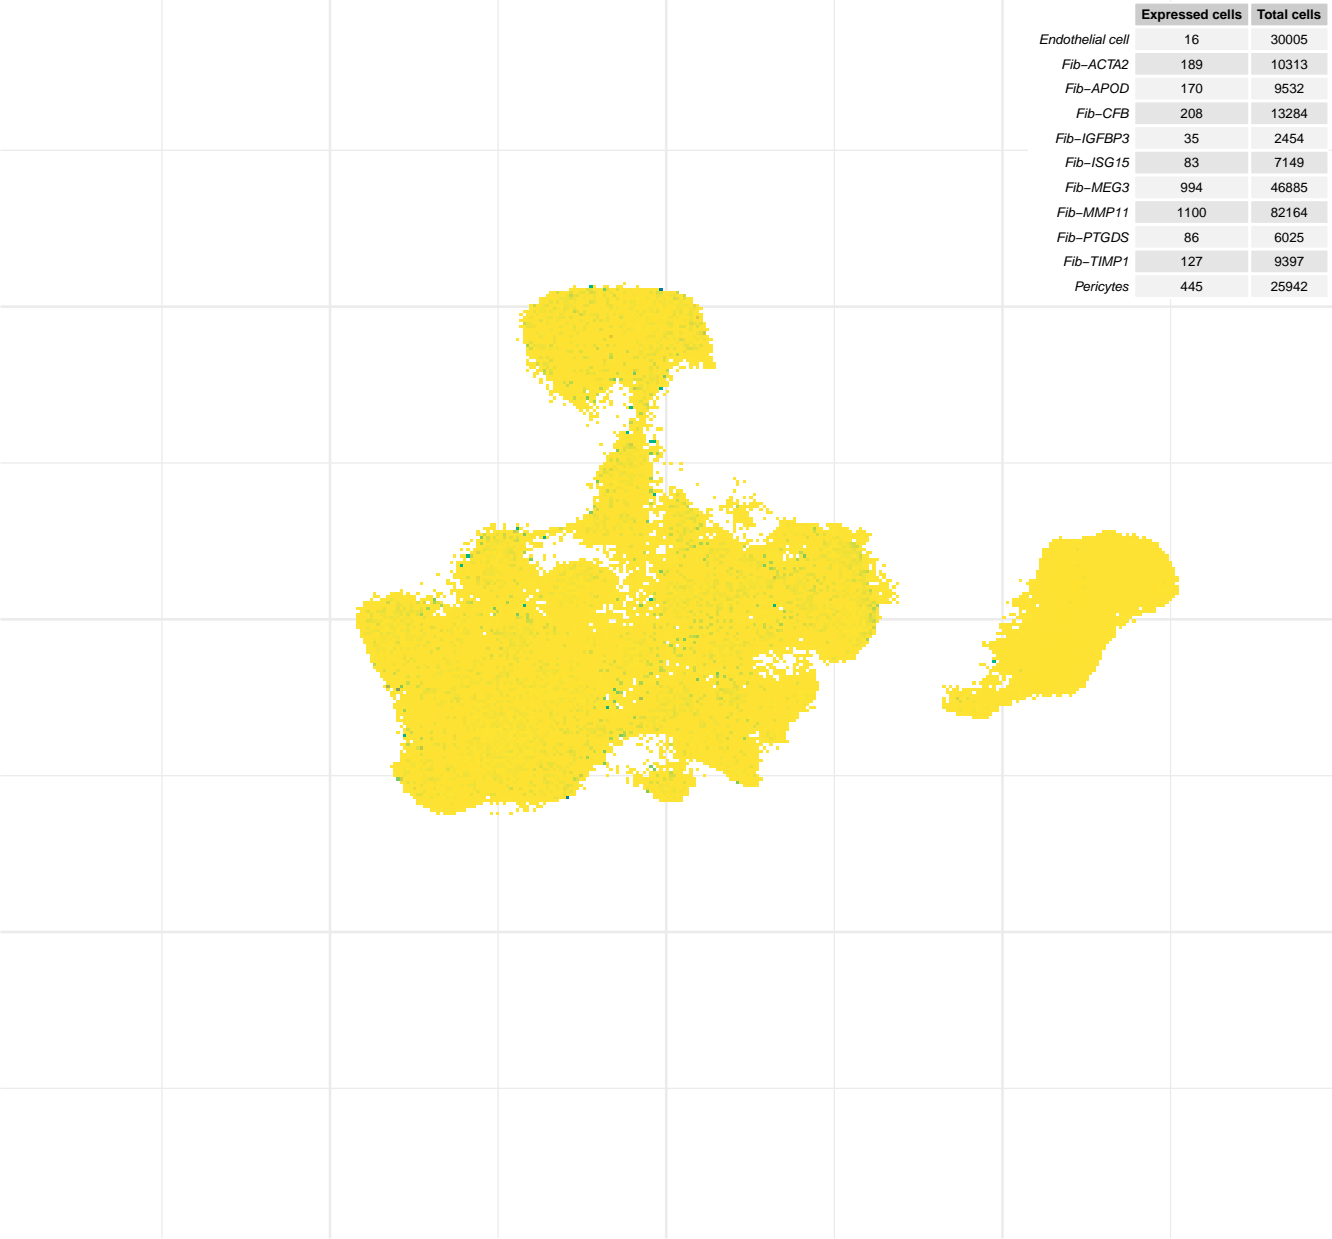 Expressed cells Total cells
Endothelial cell 16 30005
Fib−ACTA2 189 10313
Fib−APOD 170 9532
Fib−CFB 208 13284
Fib−IGFBP3 35 2454
Fib−ISG15 83 7149
Fib−MEG3 994 46885
Fib−MMP11 1100 82164
Fib−PTGDS 86 6025
Fib−TIMP1 127 9397
Pericytes 445 25942